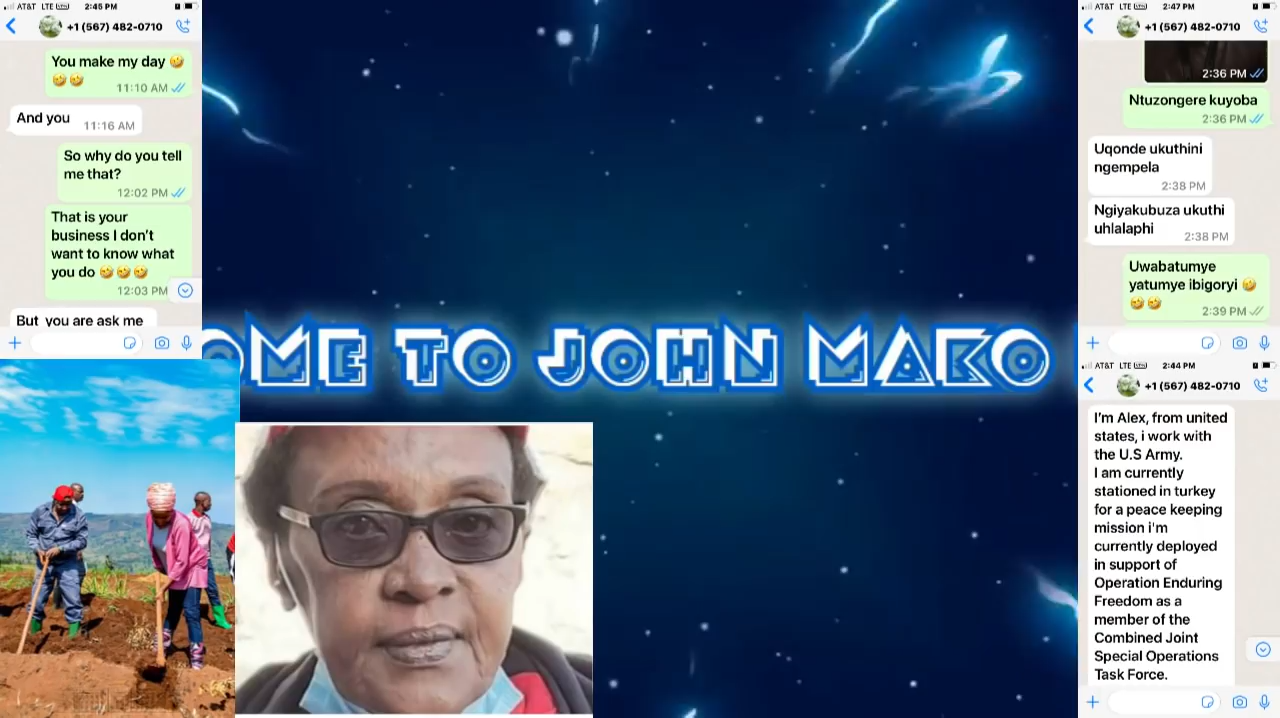 AT&T LTE 2:45 PM
+1 (567) 482-0710
You make my day 🤣
🤣🤣
11:10 AM
And you
11:16 AM
So why do you tell
me that?
12:02 PM
That is your
business I don't
want to know what
you do 🤣🤣🤣
12:03 PM
But you are ask me
OME TO JOHN MAKO
AT&T LTE 2:47 PM
+1 (567) 482-0710
2:36 PM
Ntuzongere kuyoba
2:36 PM
Uqonde ukuthini
ngempela
2:38 PM
Ngiyakubuza ukuthi
uhlalaphi
2:38 PM
Uwabatumye
yatumye ibigoryi 🤣
🤣🤣
2:39 PM
AT&T LTE 2:44 PM
+1 (567) 482-0710
I'm Alex, from united
states, i work with
the U.S Army.
I am currently
stationed in turkey
for a peace keeping
mission i'm
currently deployed
in support of
Operation Enduring
Freedom as a
member of the
Combined Joint
Special Operations
Task Force.